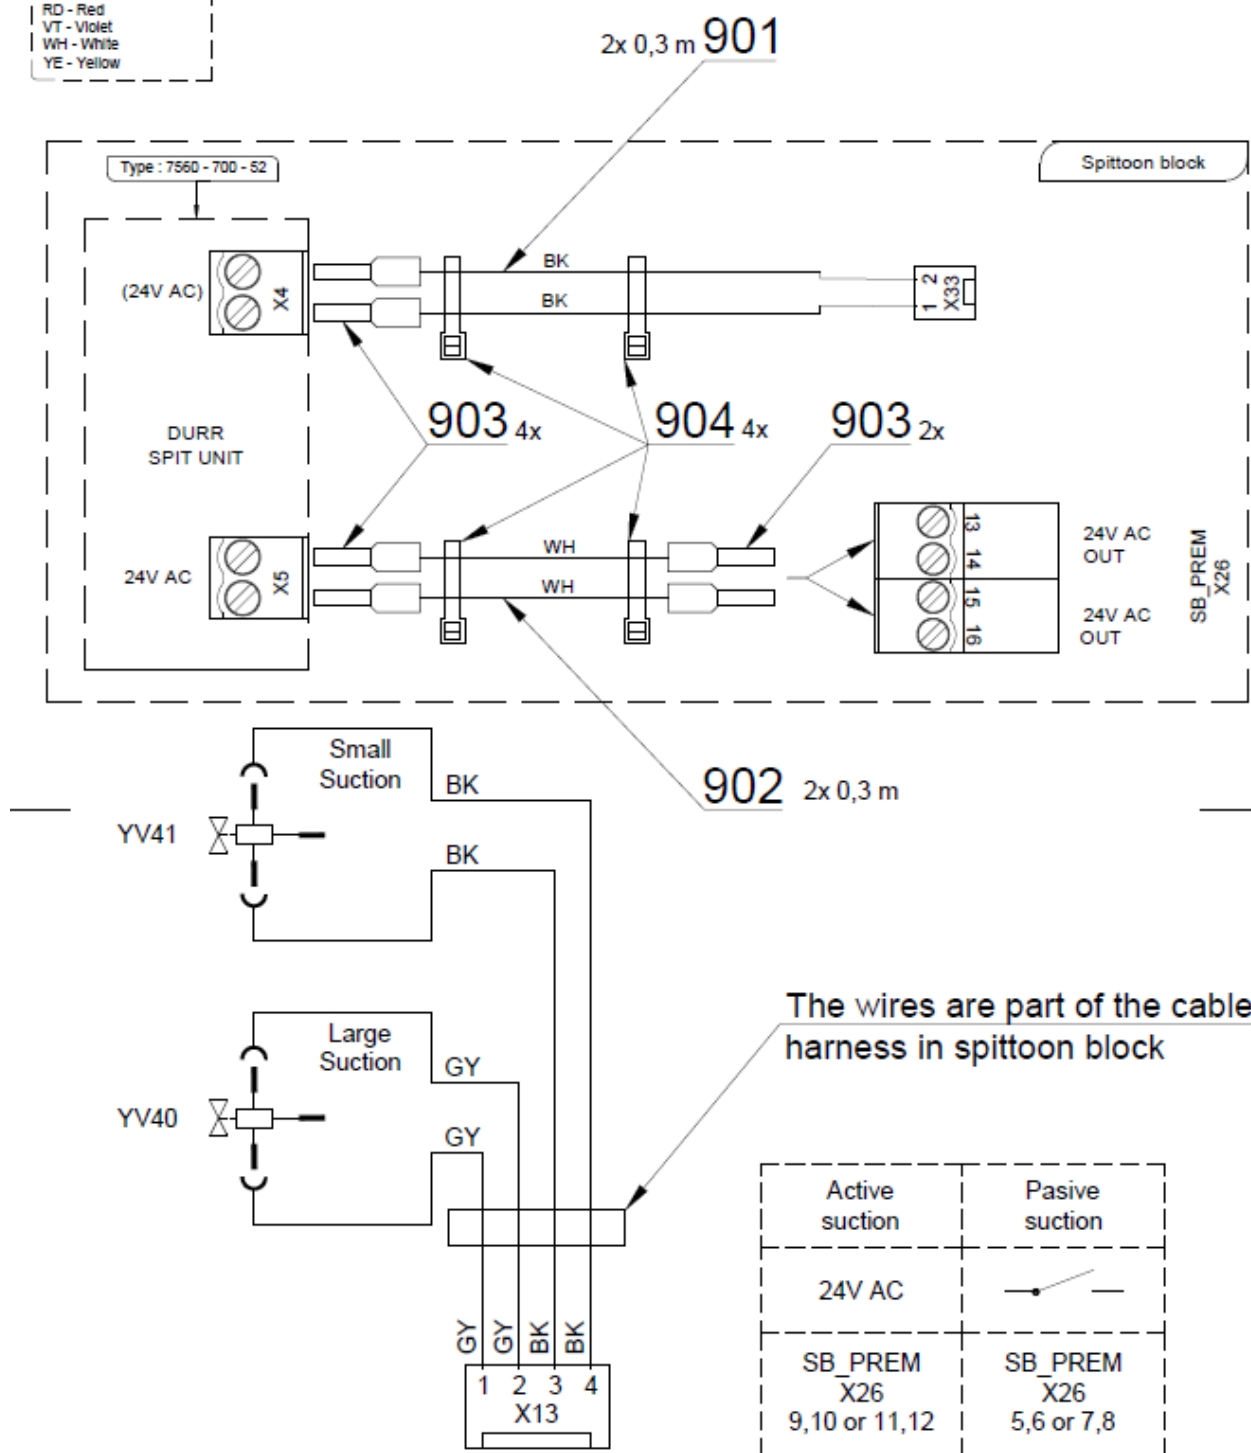 RD - Red
VT - Violet
WH - White
YE - Yellow
2x 0,3 m 901
Type : 7560 - 700 - 52
Spittoon block
(24V AC)
X4
BK
BK
2
1
X33
903 4x
904 4x
903 2x
DURR
SPIT UNIT
24V AC
X5
WH
WH
13
14
15
16
24V AC
OUT
24V AC
OUT
SB_PREM
X26
902 2x 0,3 m
Small
Suction
BK
YV41
BK
The wires are part of the cable
harness in spittoon block
Large
Suction
GY
YV40
GY
GY GY BK BK
1 2 3 4
X13
Active
suction
Pasive
suction
24V AC
SB_PREM
X26
9,10 or 11,12
SB_PREM
X26
5,6 or 7,8